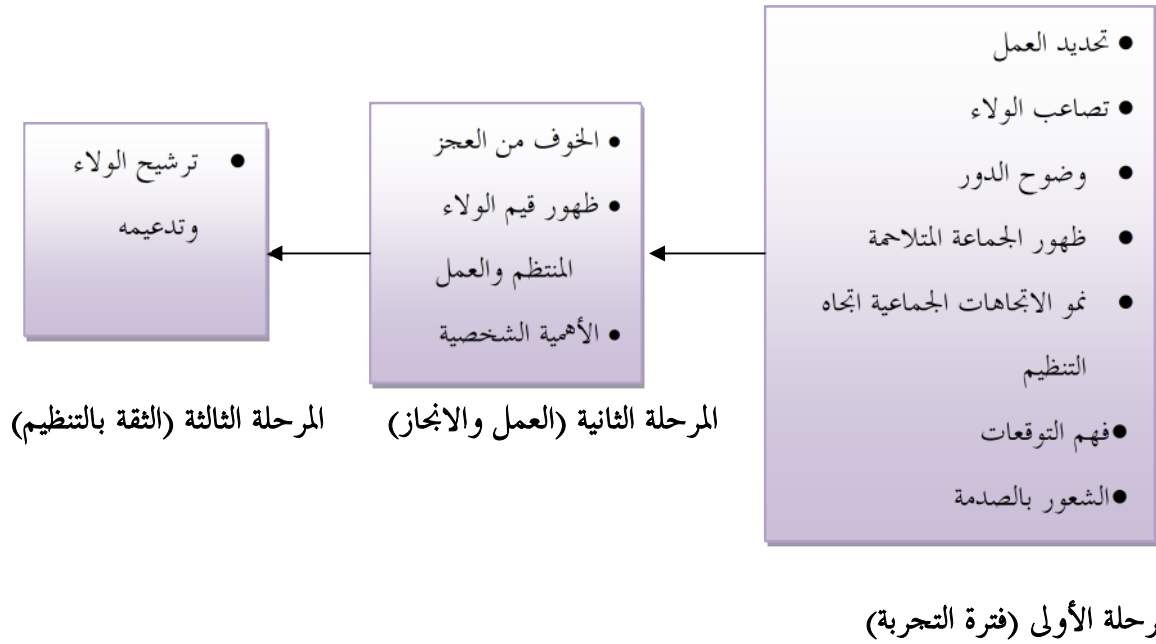 • تحديد العمل
• تصاعب الولاء
• وضوح الدور
• ظهور الجماعة المتلاحمة
• نمو الاتجاهات الجماعية اتجاه
التنظيم
• فهم التوقعات
• الشعور بالصدمة
رحلة الأولى (فترة التجربة)
• الخوف من العجز
• ظهور قيم الولاء
المنتظم والعمل
• الأهمية الشخصية
المرحلة الثانية (العمل والانجاز)
• ترشيح الولاء
وتدعيمه
المرحلة الثالثة (الثقة بالتنظيم)